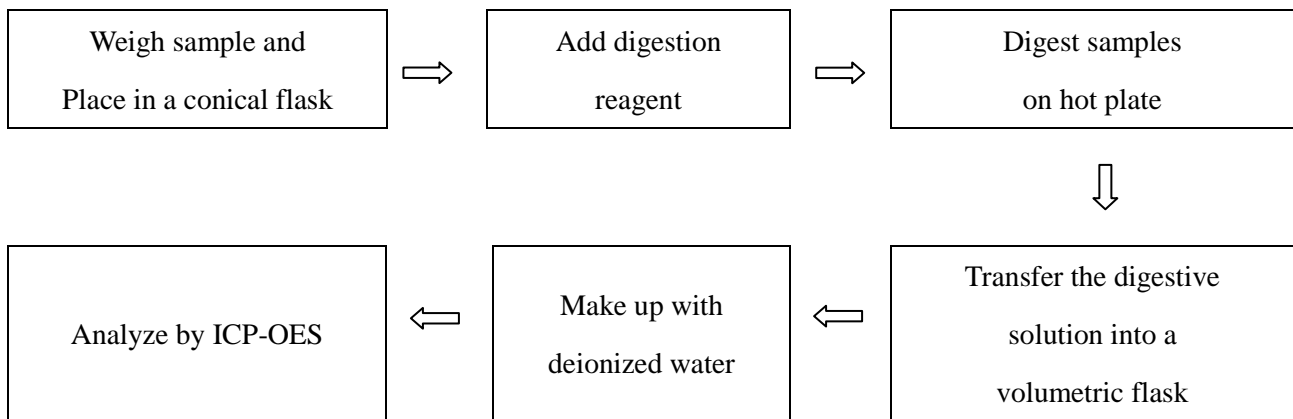 Weigh sample and
Place in a conical flask
Add digestion
reagent
Digest samples
on hot plate
Transfer the digestive
solution into a
volumetric flask
Make up with
deionized water
Analyze by ICP-OES